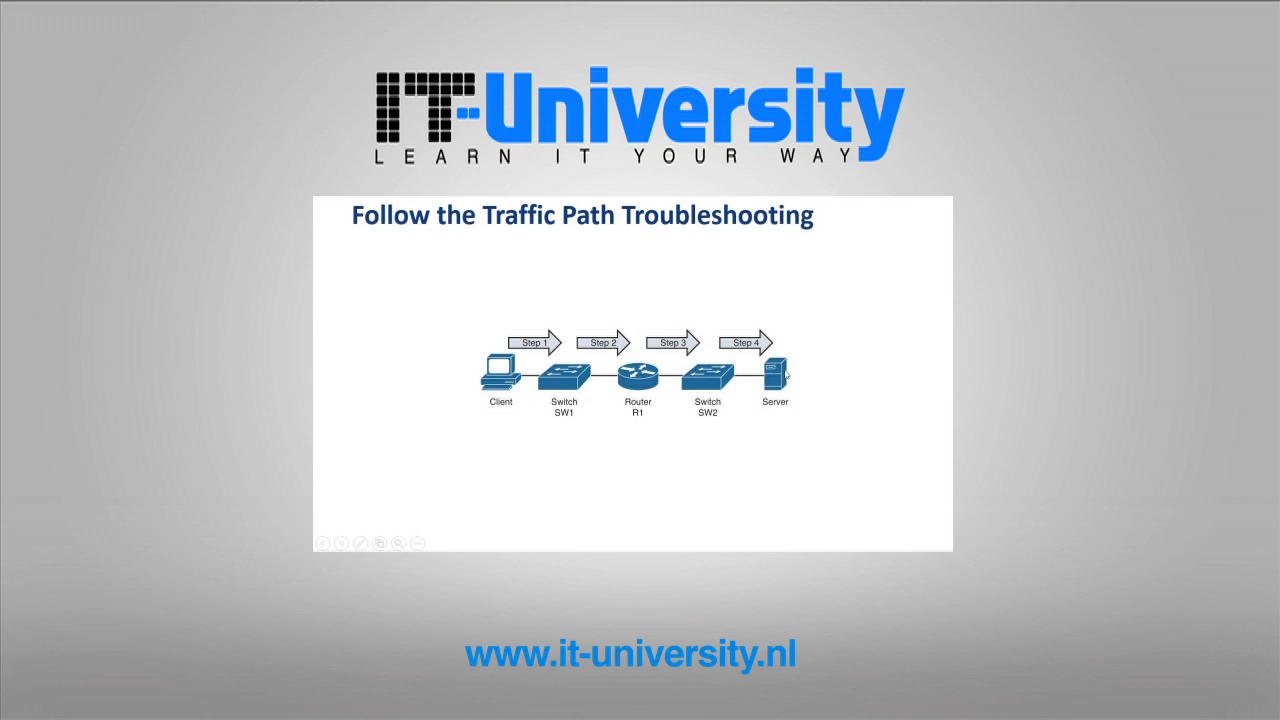 IT-University
LEARN IT YOUR WAY
Follow the Traffic Path Troubleshooting
Step 1 Step 2 Step 3 Step 4
Client Switch Router Switch Server
SW1 R1 SW2
www.it-university.nl